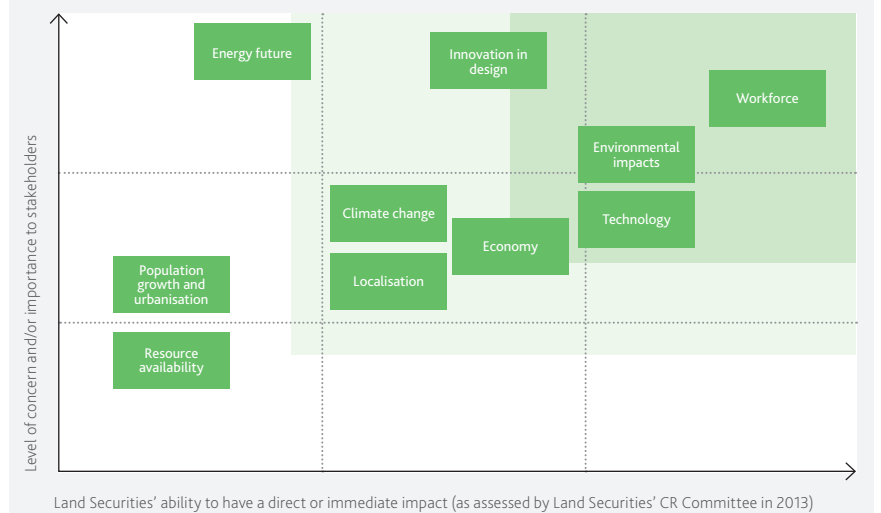 Level of concern and/or importance to stakeholders
Energy future
Innovation in
design
Workforce
Environmental
impacts
Climate change
Technology
Economy
Localisation
Population
growth and
urbanisation
Resource
availability
Land Securities’ ability to have a direct or immediate impact (as assessed by Land Securities’ CR Committee in 2013)